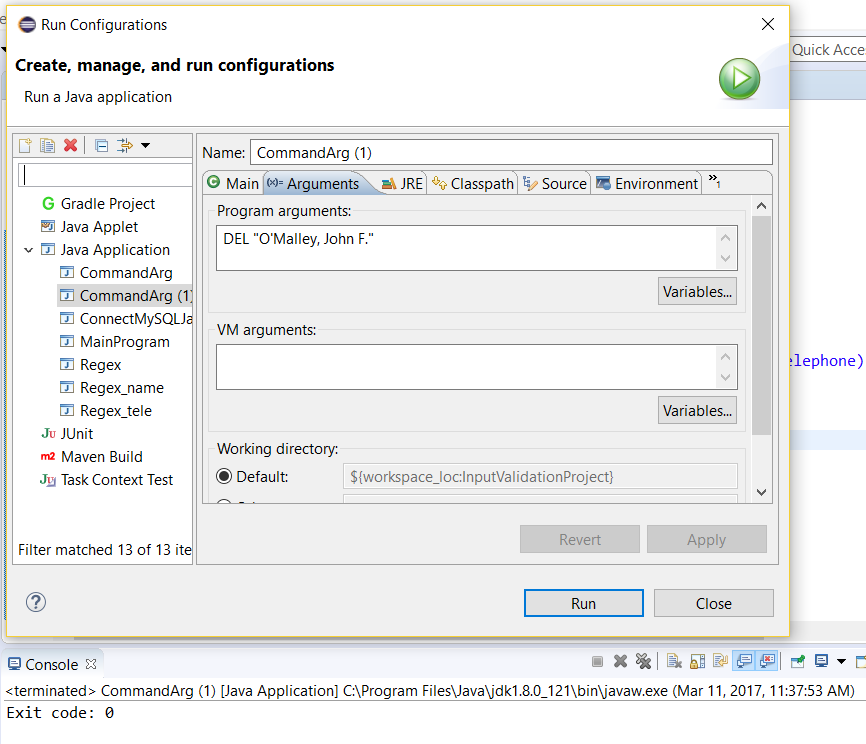 Run Configurations
Quick Acce
Create, manage, and run configurations
Run a Java application
Name: CommandArg (1)
Main (x)= Arguments JRE Classpath Source Environment »1
Gradle Project
Java Applet
Java Application
CommandArg
CommandArg (1)
ConnectMySQLJa
MainProgram
Regex
Regex_name
Regex_tele
JUnit
Maven Build
Task Context Test
Filter matched 13 of 13 ite
Program arguments:
DEL "O'Malley, John F."
Variables...
VM arguments:
Variables...
Working directory:
Default: ${workspace_loc:InputValidationProject}
Revert Apply
Run Close
elephone)
Console
<terminated> CommandArg (1) [Java Application] C:\Program Files\Java\jdk1.8.0_121\bin\javaw.exe (Mar 11, 2017, 11:37:53 AM)
Exit code: 0